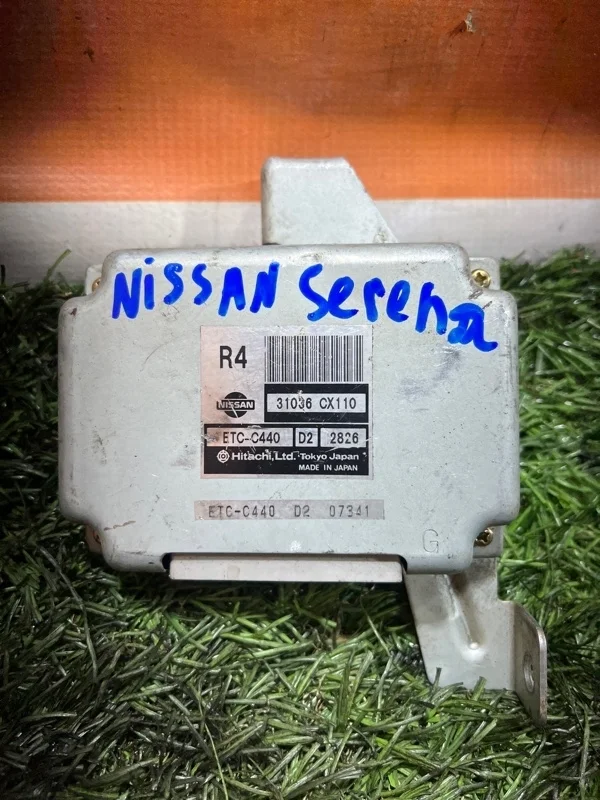 NISSAN Serena
R4
NISSAN
31036 CX110
ETC-C440 D2 2826
Hitachi, Ltd. Tokyo Japan
MADE IN JAPAN
ETC-C440 D2 07341
G